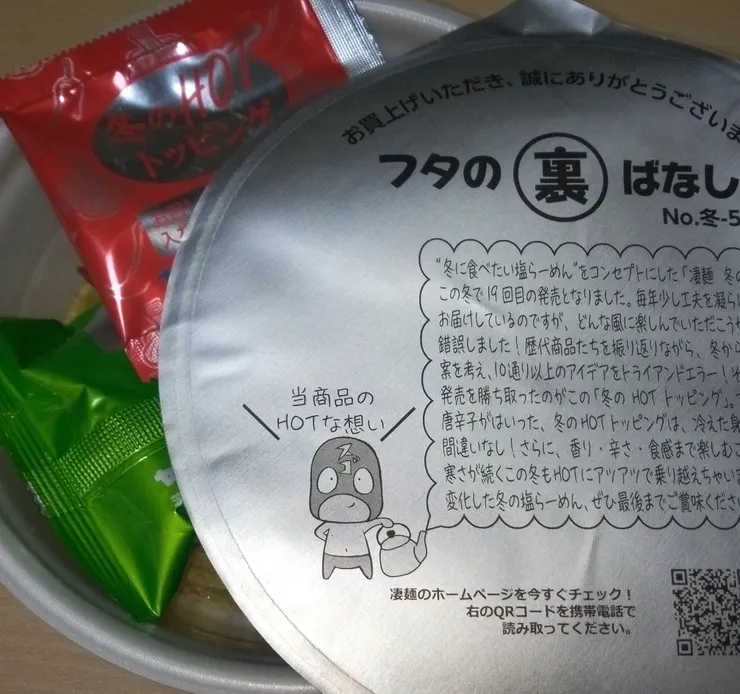 冬のHOT
トッピング
お買上げいただき、誠にありがとうござい
フタの裏ばなし
No.冬-5
"冬に食べたい塩らーめん"をコンセプトにした「凄麺 冬の
この冬で19回目の発売となりました。毎年少し工夫を凝ら
お届けしているのですが、どんな風に楽しんでいただこう
錯誤しました!歴代商品たちを振り返りながら、冬から
案を考え、10通り以上のアイデアをトライアンドエラー!そ
発売を勝ち取ったのがこの「冬の HOT トッピング」。
唐辛子がはいった、冬のHOTトッピングは、冷えた身
間違いなし!さらに、香り・辛さ・食感まで楽しむこ
寒さが続くこの冬もHOTにアツアツで乗り越えちゃい
変化した冬の塩らーめん、ぜひ最後までご賞味くださ
当商品の
HOTな想い
凄麺のホームページを今すぐチェック!
右のQRコードを携帯電話で
読み取ってください。